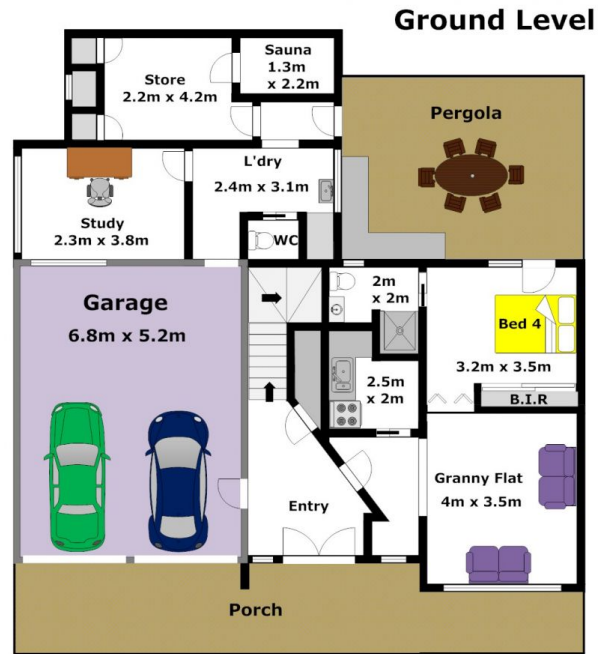 Ground Level
Sauna
1.3m
x 2.2m
Store
2.2m x 4.2m
Pergola
L'dry
2.4m x 3.1m
Study
2.3m x 3.8m
WC
Garage
6.8m x 5.2m
2m
x 2m
Bed 4
3.2m x 3.5m
B.I.R
2.5m
x 2m
Granny Flat
4m x 3.5m
Entry
Porch